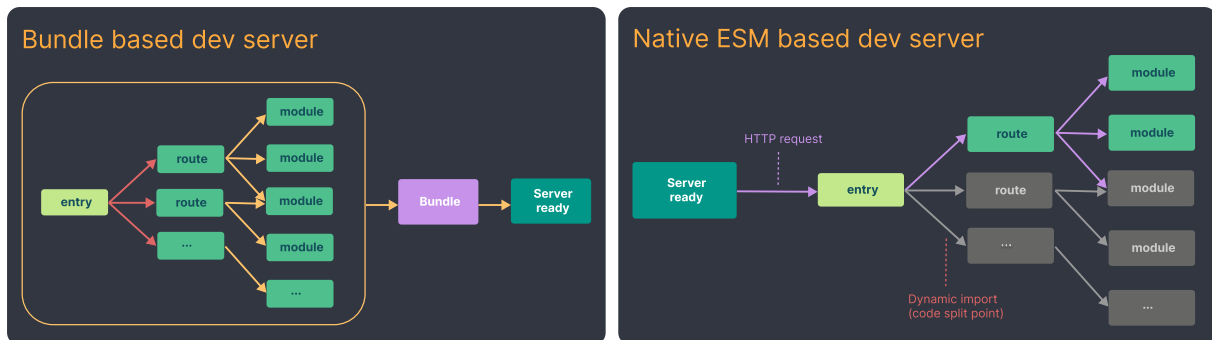 Bundle based dev server
entry
route
route
...
module
module
module
module
...
Bundle
Server
ready
Native ESM based dev server
Server
ready
HTTP request
entry
route
route
...
module
module
module
module
...
Dynamic import
(code split point)